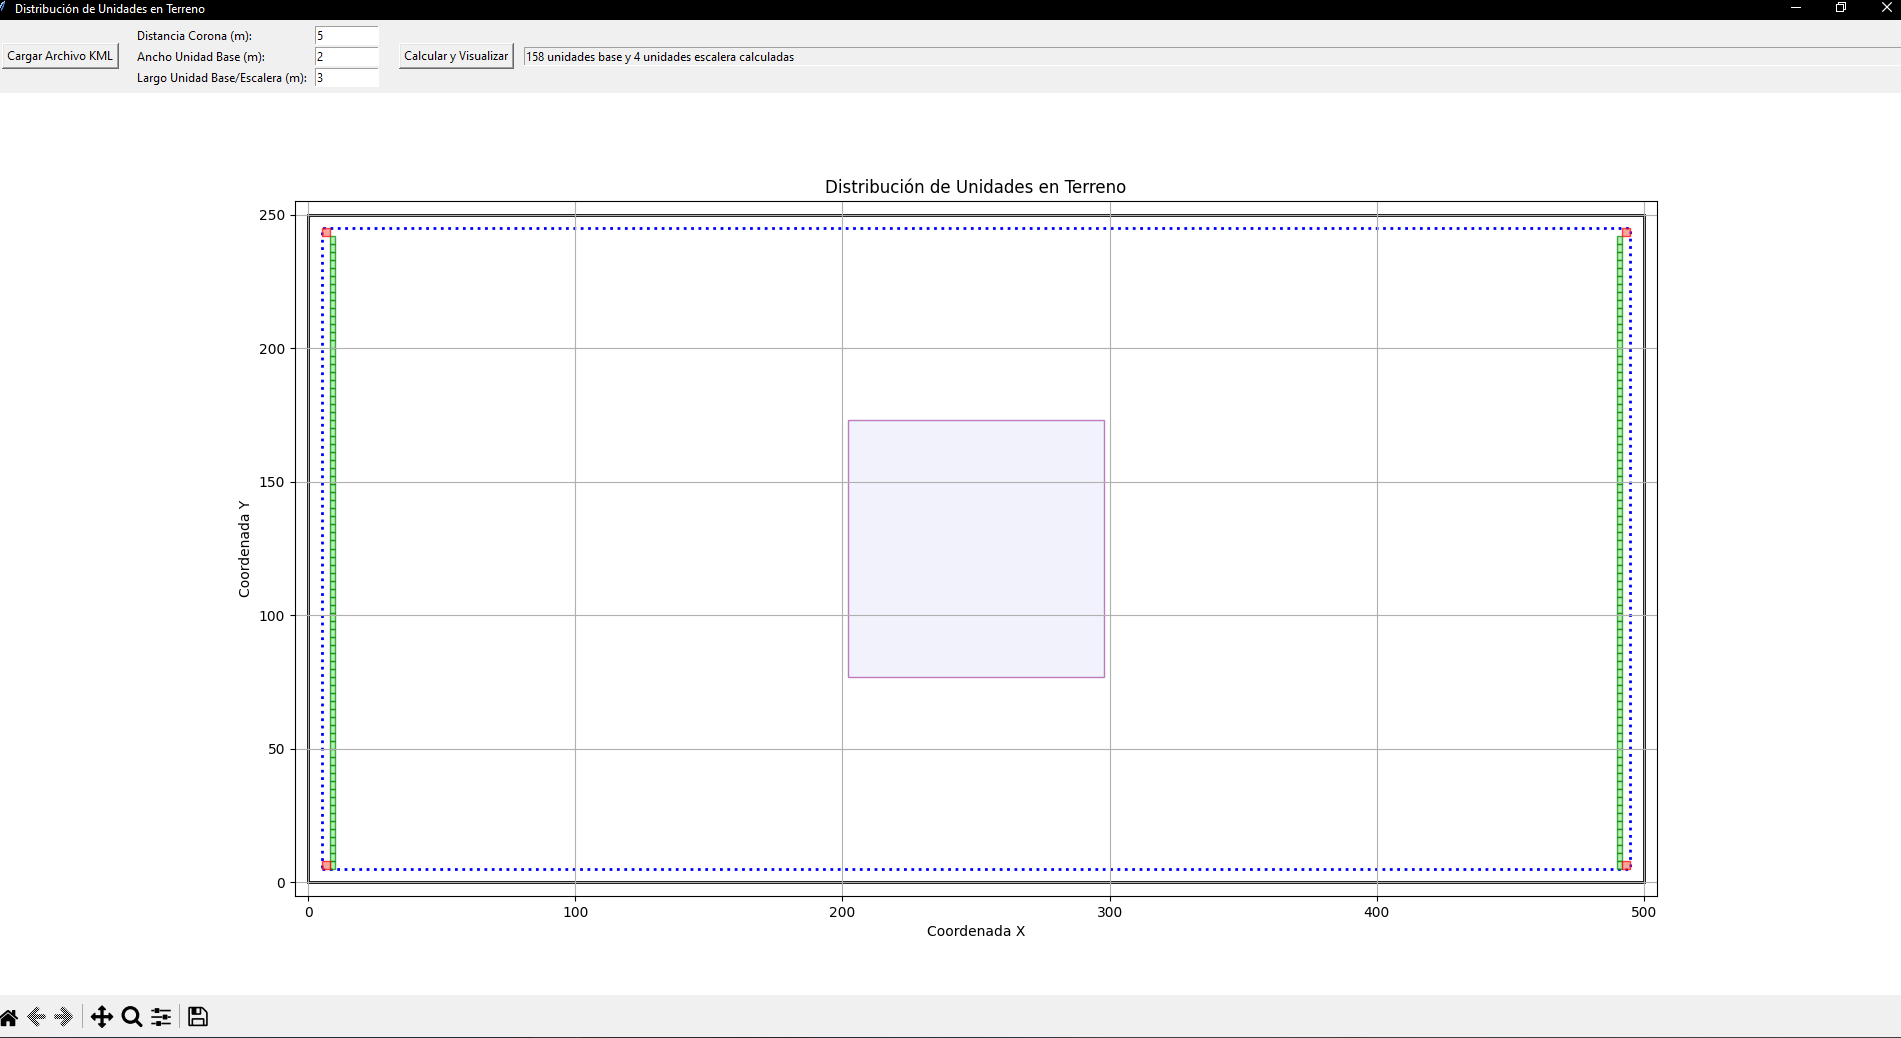 Distribución de Unidades en Terreno
Cargar Archivo KML
Distancia Corona (m): 5
Ancho Unidad Base (m): 2
Largo Unidad Base/Escalera (m): 3
Calcular y Visualizar
158 unidades base y 4 unidades escalera calculadas
Distribución de Unidades en Terreno
250
200
150
100
50
0
Coordenada Y
0 100 200 300 400 500
Coordenada X